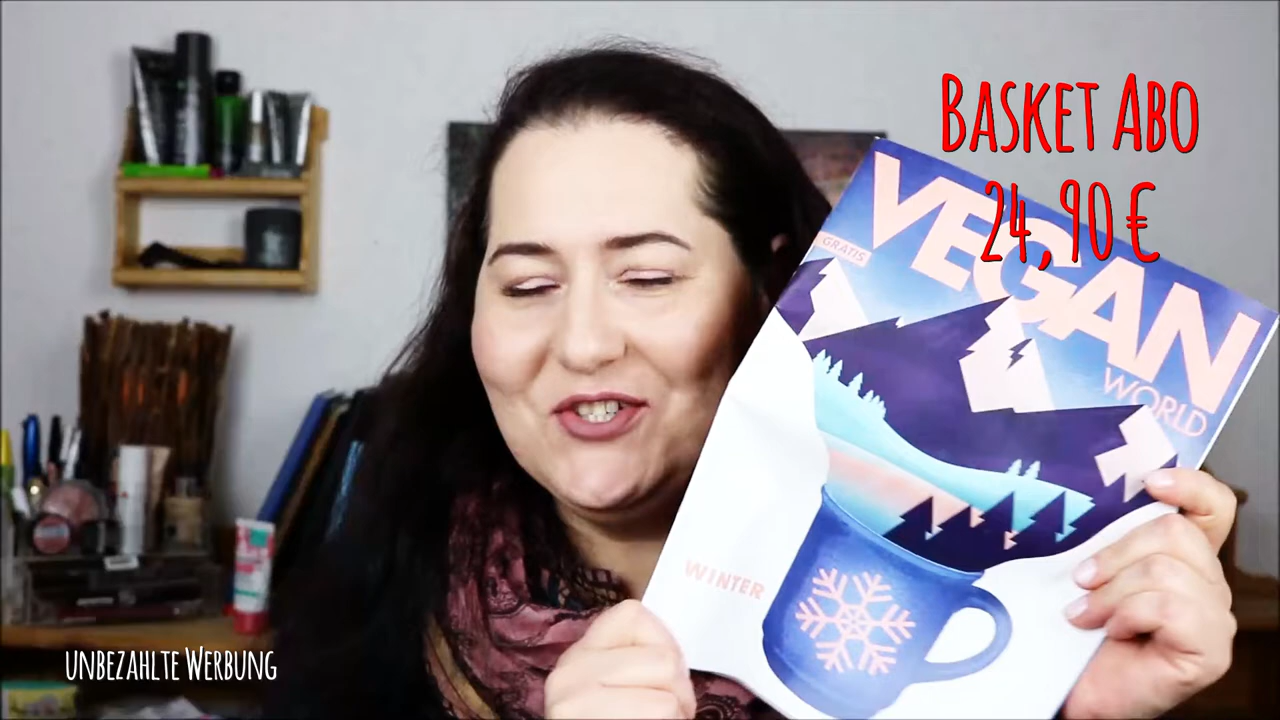 BASKET ABO
24,90 €
VEGAN
WORLD
GRATIS
WINTER
UNBEZAHLTE WERBUNG